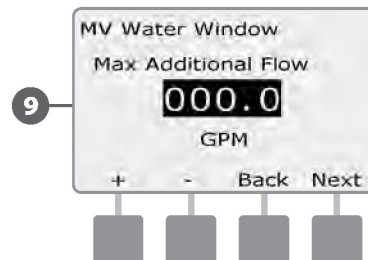 MV Water Window
Max Additional Flow
9
000.0
GPM
+ - Back Next